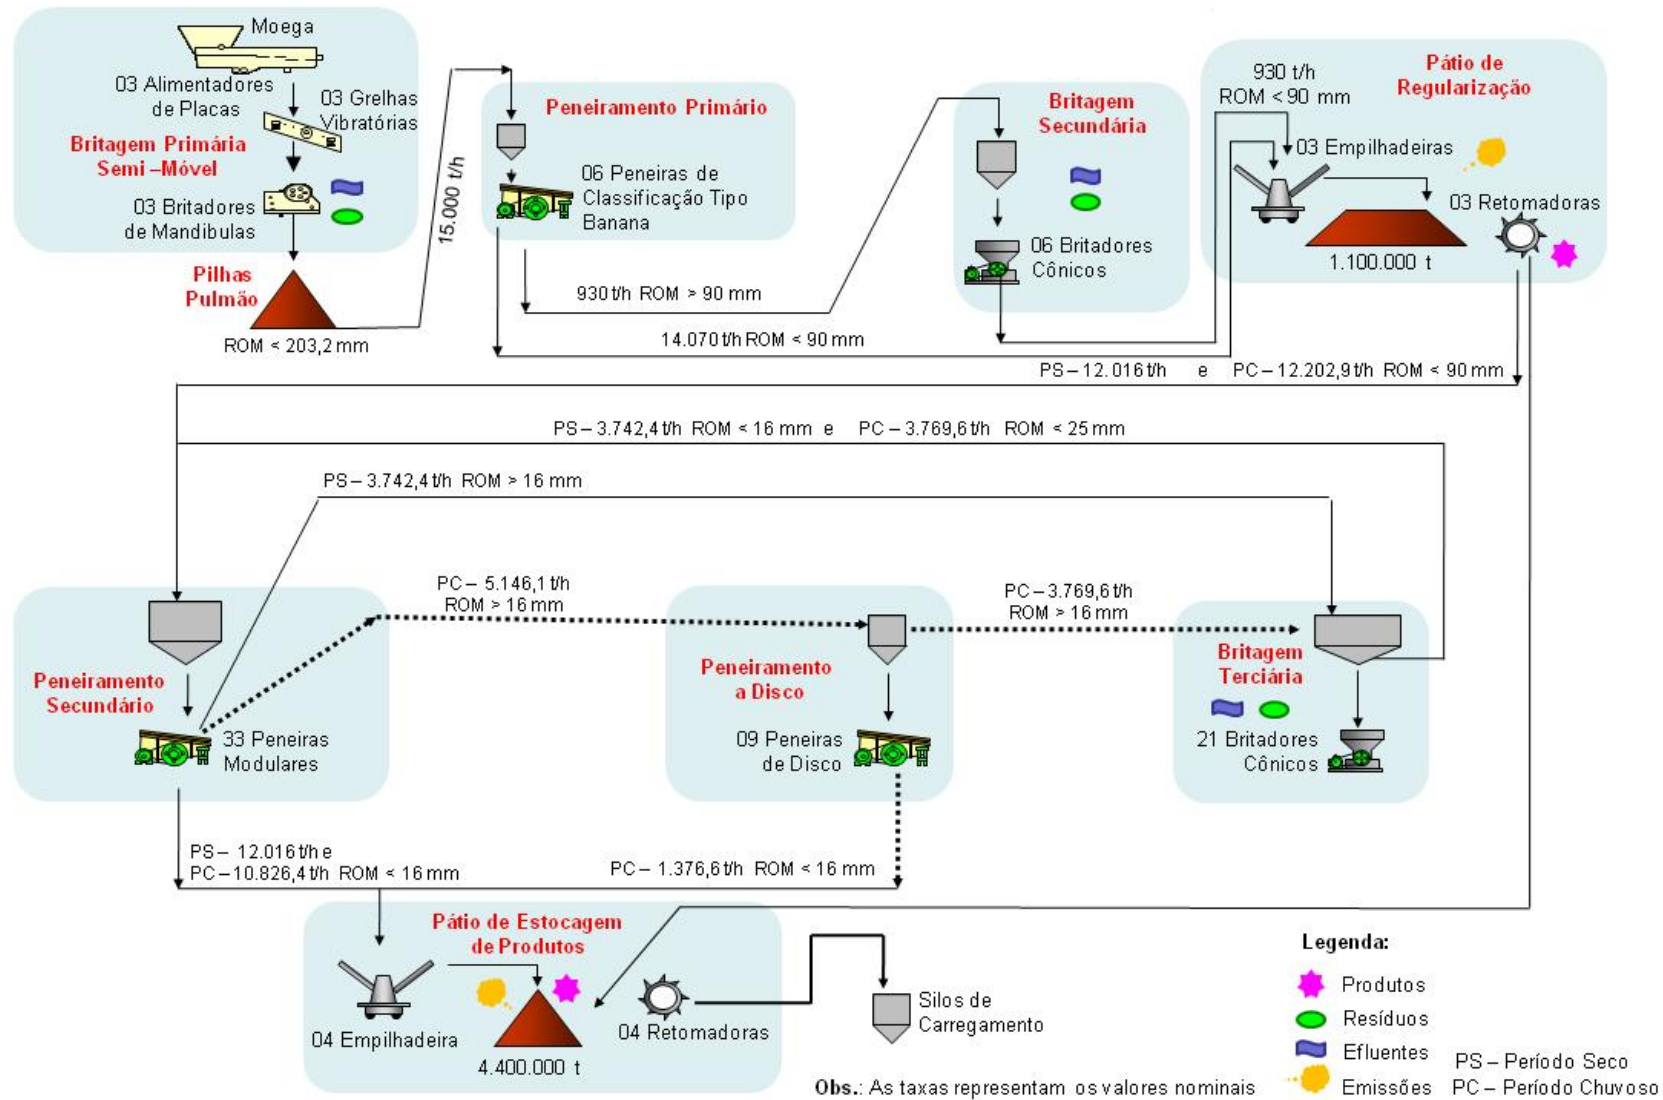 Moega
03 Alimentadores
de Placas
03 Grelhas
Vibratórias
Britagem Primária
Semi –Móvel
03 Britadores
de Mandibulas
Pilhas
Pulmão
ROM < 203,2 mm
15.000 t/h
Peneiramento Primário
06 Peneiras de
Classificação Tipo
Banana
930 t/h ROM > 90 mm
14.070 t/h ROM < 90 mm
Britagem
Secundária
06 Britadores
Cônicos
930 t/h
ROM < 90 mm
Pátio de
Regularização
03 Empilhadeiras
03 Retomadoras
1.100.000 t
PS – 12.016 t/h e PC – 12.202,9 t/h ROM < 90 mm
PS – 3.742,4 t/h ROM < 16 mm e PC – 3.769,6 t/h ROM < 25 mm
PS – 3.742,4 t/h ROM > 16 mm
PC – 5.146,1 t/h
ROM > 16 mm
PC – 3.769,6 t/h
ROM > 16 mm
Peneiramento
Secundário
33 Peneiras
Modulares
Peneiramento
a Disco
09 Peneiras
de Disco
Britagem
Terciária
21 Britadores
Cônicos
PS – 12.016 t/h e
PC – 10.826,4 t/h ROM < 16 mm
PC – 1.376,6 t/h ROM < 16 mm
Pátio de Estocagem
de Produtos
04 Empilhadeira
4.400.000 t
04 Retomadoras
Silos de
Carregamento
Legenda:
Produtos
Resíduos
Efluentes
Emissões
PS – Período Seco
PC – Período Chuvoso
Obs.: As taxas representam os valores nominais